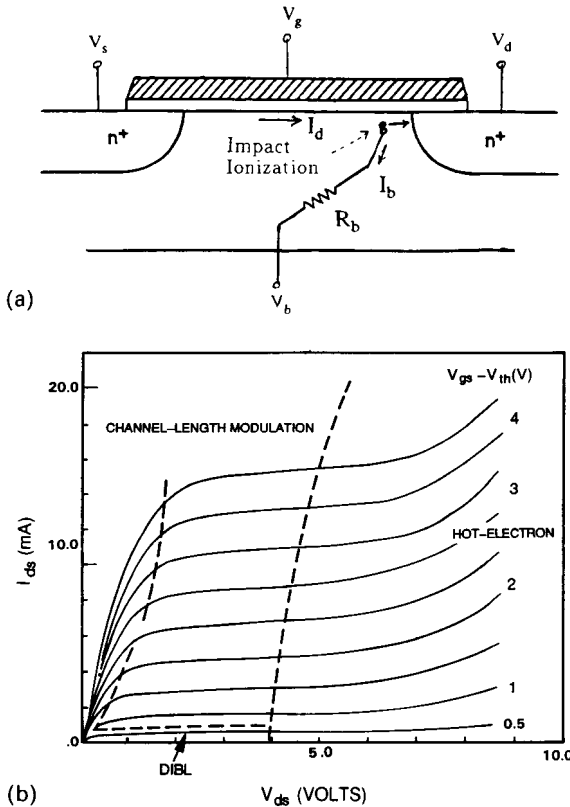 V_g
V_s
V_d
n+
I_d
n+
Impact
Ionization
I_b
R_b
V_b
(a)
20.0
V_gs – V_th(V)
CHANNEL–LENGTH MODULATION
4
3
I_ds (mA)
10.0
HOT–ELECTRON
2
1
0.5
.0
5.0
10.0
DIBL
(b)
V_ds (VOLTS)